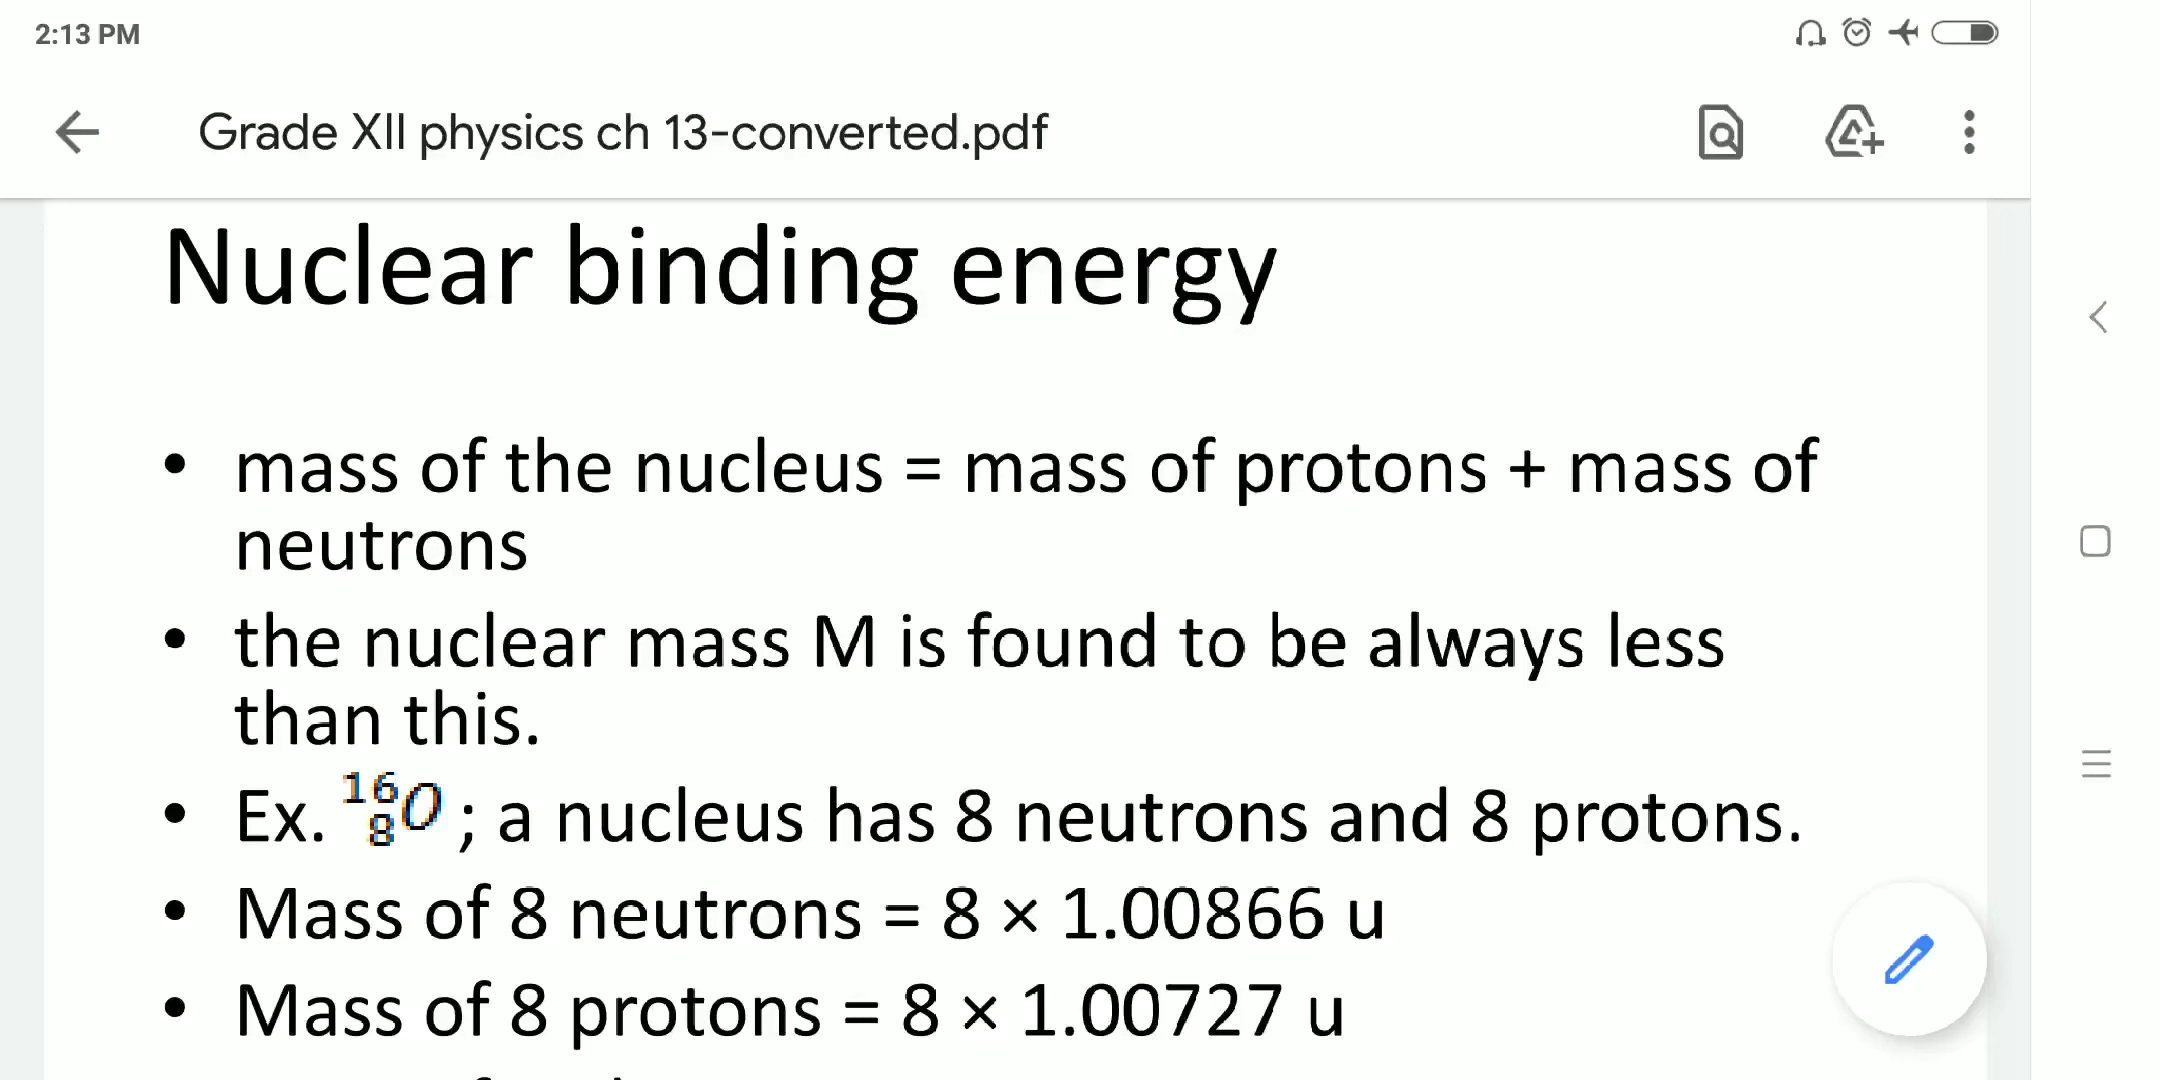 2:13 PM
Grade XII physics ch 13-converted.pdf
Nuclear binding energy
• mass of the nucleus = mass of protons + mass of
neutrons
• the nuclear mass M is found to be always less
than this.
• Ex. ¹⁶₈O ; a nucleus has 8 neutrons and 8 protons.
• Mass of 8 neutrons = 8 × 1.00866 u
• Mass of 8 protons = 8 × 1.00727 u